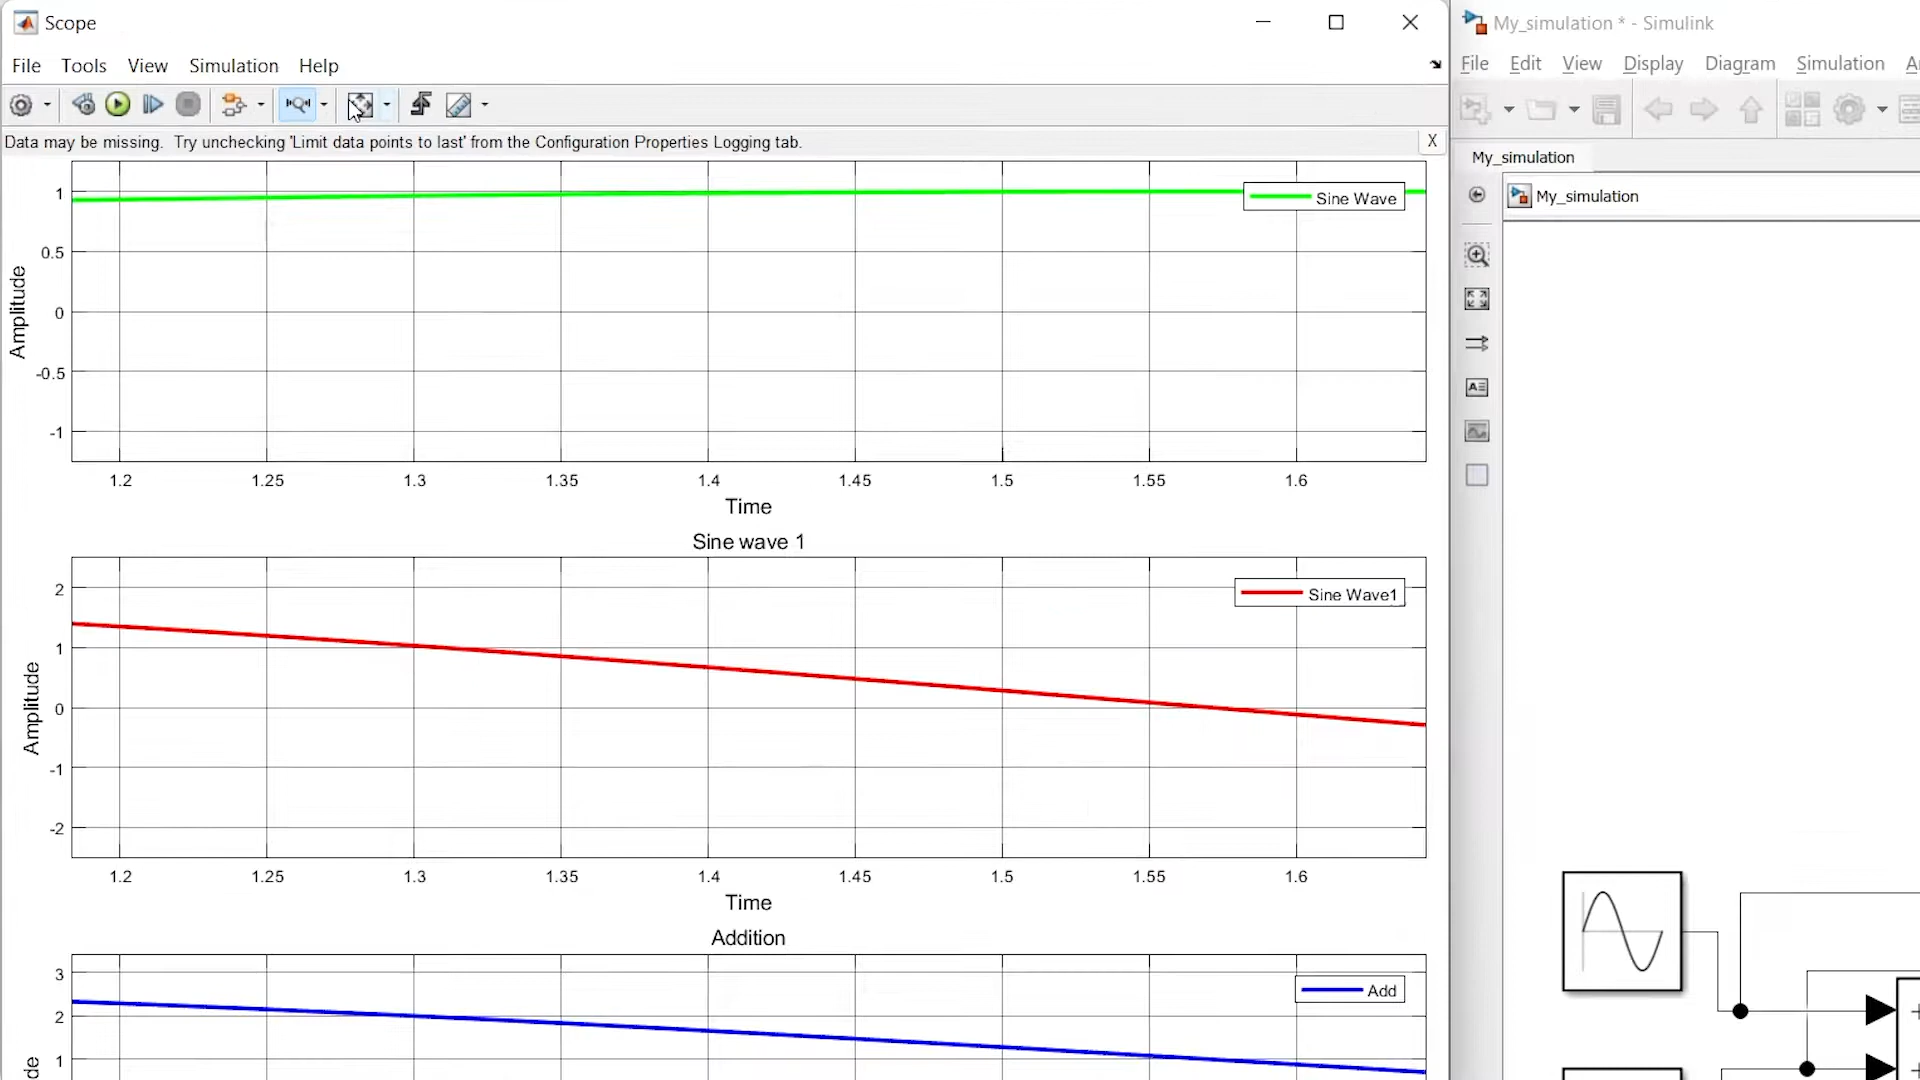 Scope
File Tools View Simulation Help
Data may be missing. Try unchecking 'Limit data points to last' from the Configuration Properties Logging tab.
X
Sine Wave
1
0.5
0
-0.5
-1
Amplitude
1.2 1.25 1.3 1.35 1.4 1.45 1.5 1.55 1.6
Time
Sine wave 1
Sine Wave1
2
1
0
-1
-2
Amplitude
1.2 1.25 1.3 1.35 1.4 1.45 1.5 1.55 1.6
Time
Addition
Add
3
2
1
de
My_simulation * - Simulink
File Edit View Display Diagram Simulation A
My_simulation
My_simulation